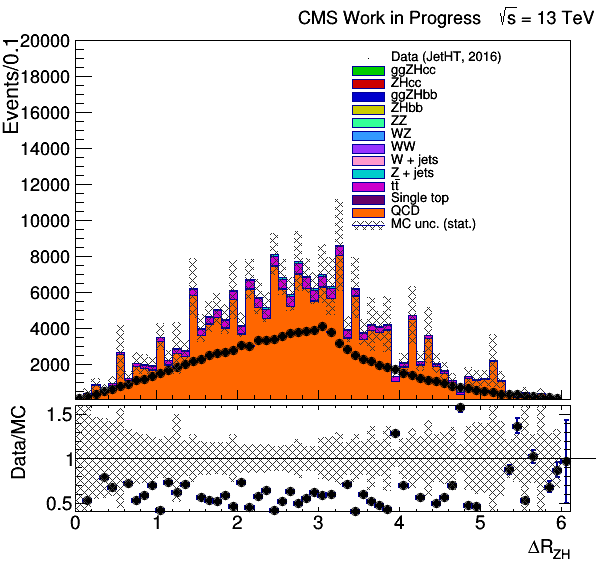 CMS Work in Progress √s = 13 TeV
Events/0.1
20000
18000
16000
14000
12000
10000
8000
6000
4000
2000
Data (JetHT, 2016)
ggZHcc
ZHcc
ggZHbb
ZHbb
ZZ
WZ
WW
W + jets
Z + jets
tt̄
Single top
QCD
MC unc. (stat.)
Data/MC
1.5
1
0.5
0 1 2 3 4 5 6
ΔR_ZH